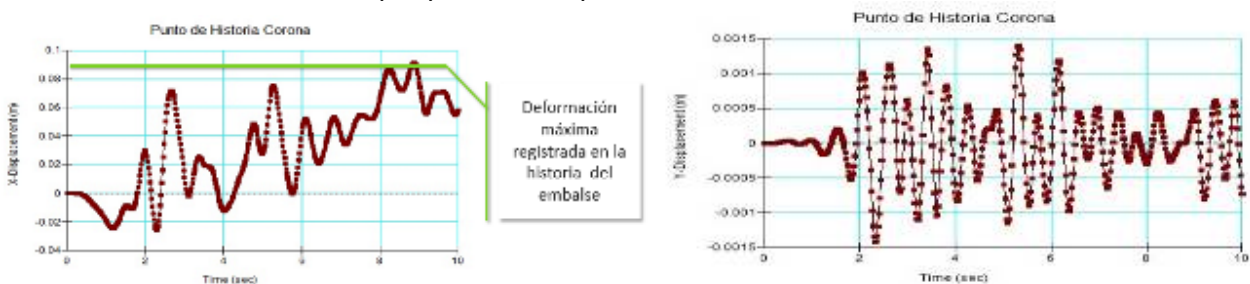 Punto de Historia Corona
0.1
0.08
0.06
0.04
0.02
0
-0.02
-0.04
X-Displacement(m)
0
2
4
6
8
10
Time (sec)
Deformación
máxima
registrada en la
historia del
embalse
Punto de Historia Corona
0.0015
0.001
0.0005
0
-0.0005
-0.001
-0.0015
Y-Displacement(m)
0
2
4
6
8
10
Time (sec)